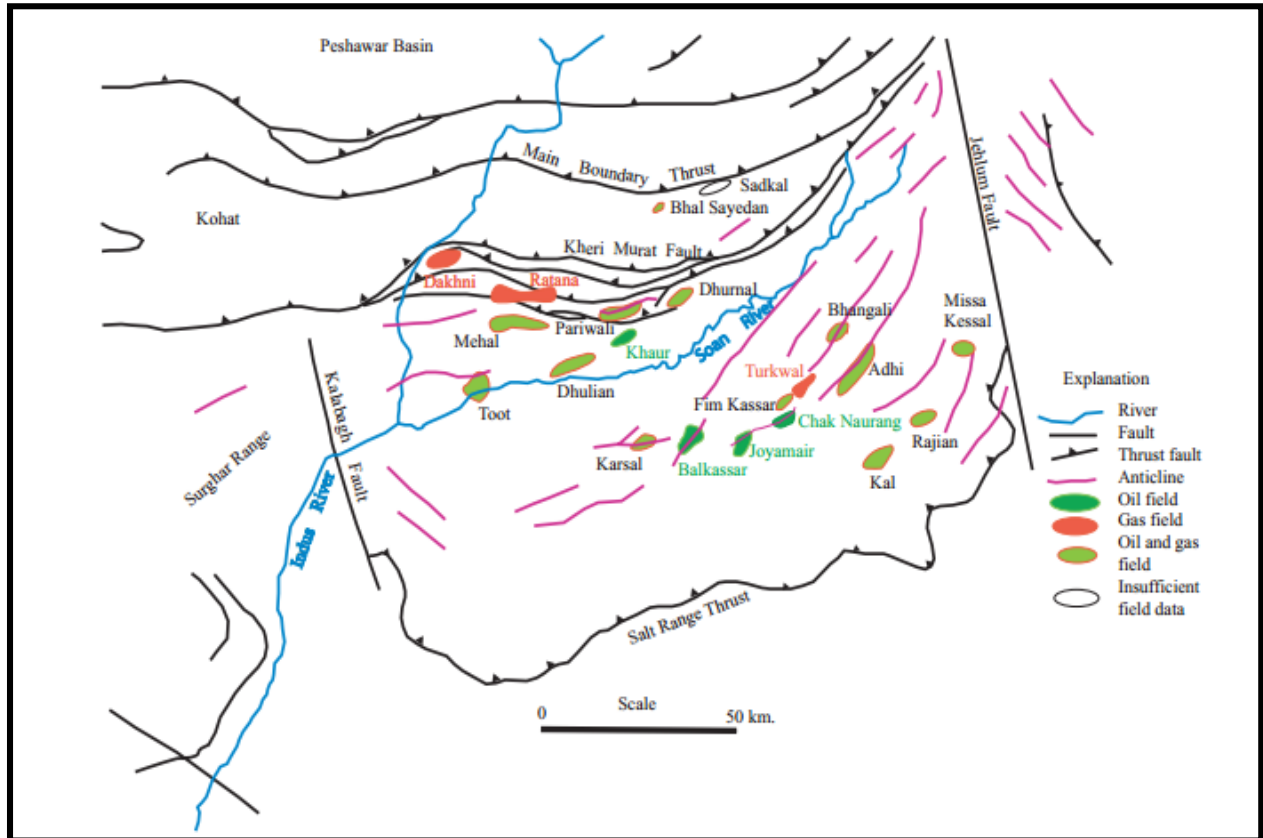 Peshawar Basin
Main Boundary Thrust
Sadkal
Bhal Sayedan
Kohat
Kheri Murat Fault
Jehlum Fault
Dakhni
Ratana
Dhurnal
Pariwali
Mehal
Khaur
Soan River
Bhangali
Missa
Kessal
Dhulian
Turkwal
Adhi
Toot
Fim Kassar
Chak Naurang
Rajian
Joyamair
Karsal
Balkassar
Kal
Kalabagh
Fault
Surghar Range
Indus River
Salt Range Thrust
Explanation
River
Fault
Thrust fault
Anticline
Oil field
Gas field
Oil and gas
field
Insufficient
field data
Scale
0
50 km.